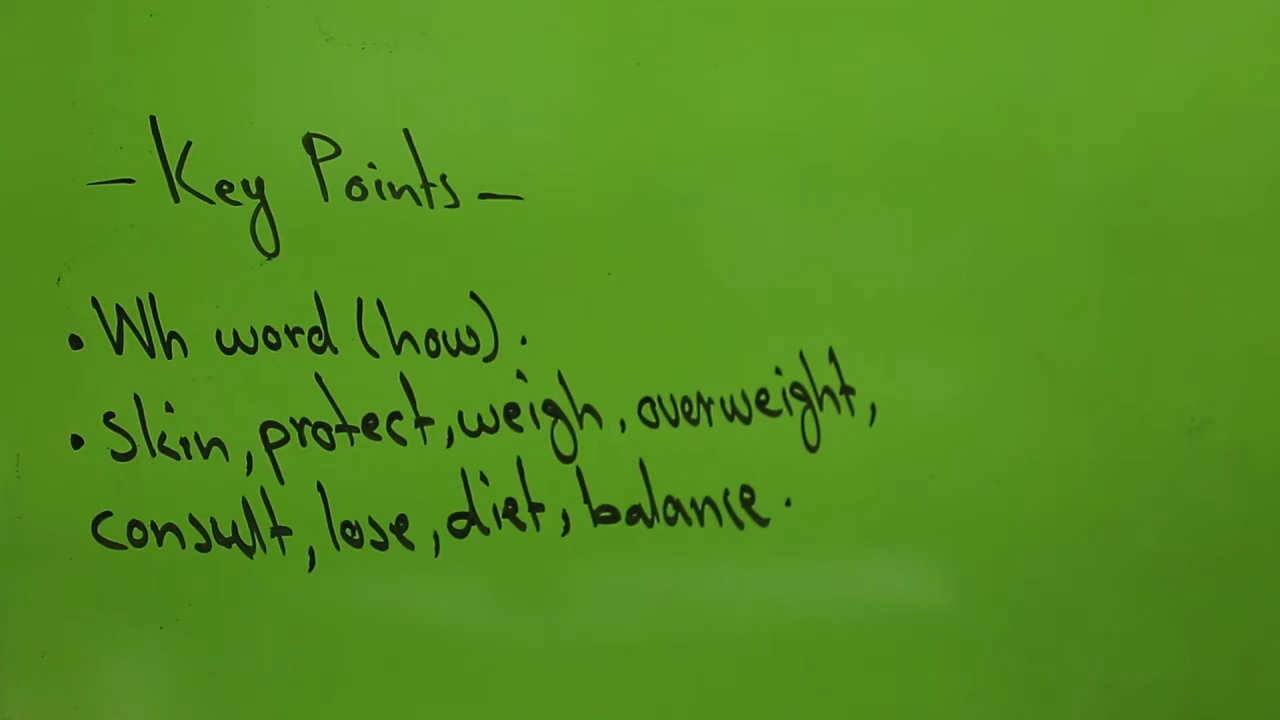 - Key Points -
• Wh word (how).
• Skin, protect, weigh, overweight,
consult, lose, diet, balance.